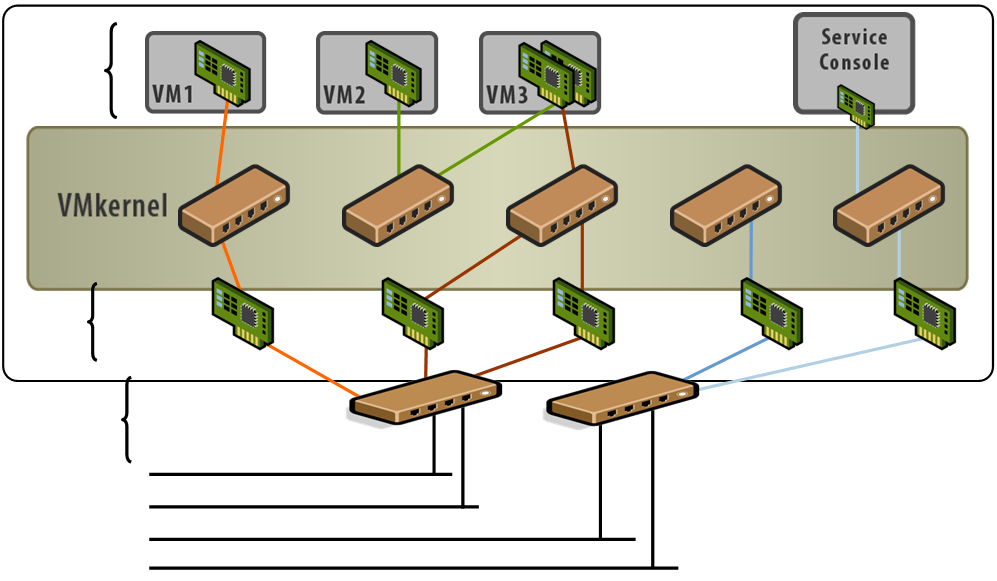 VM1
VM2
VM3
Service
Console
VMkernel